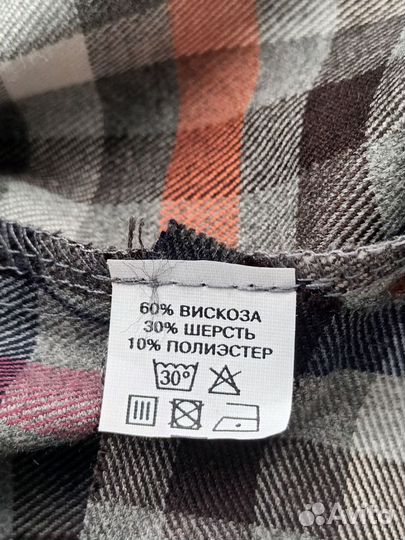 60% ВИСКОЗА
30% ШЕРСТЬ
10% ПОЛИЭСТЕР
30°
Avito